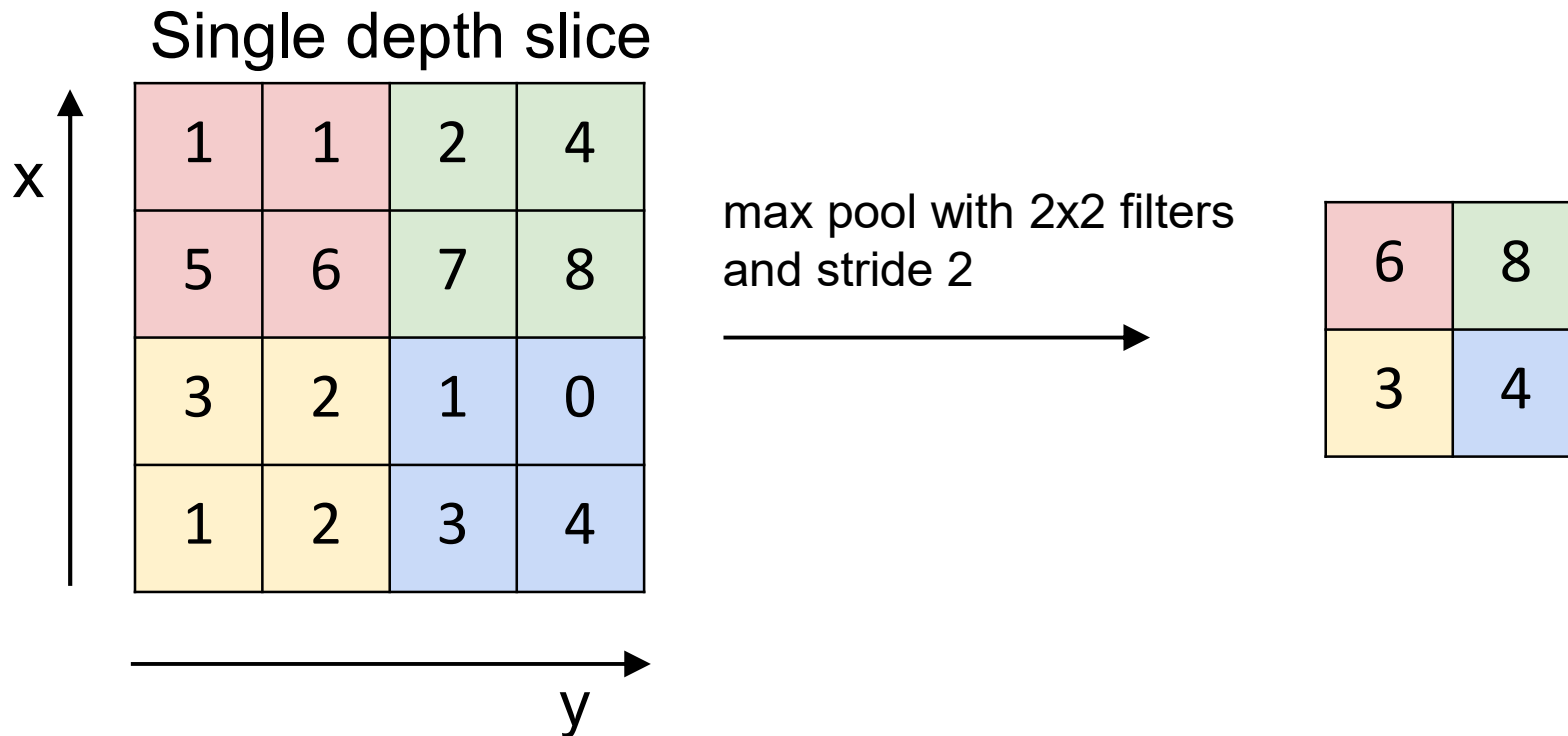 Single depth slice
x
1 1 2 4
5 6 7 8
3 2 1 0
1 2 3 4
y
max pool with 2x2 filters
and stride 2
6 8
3 4